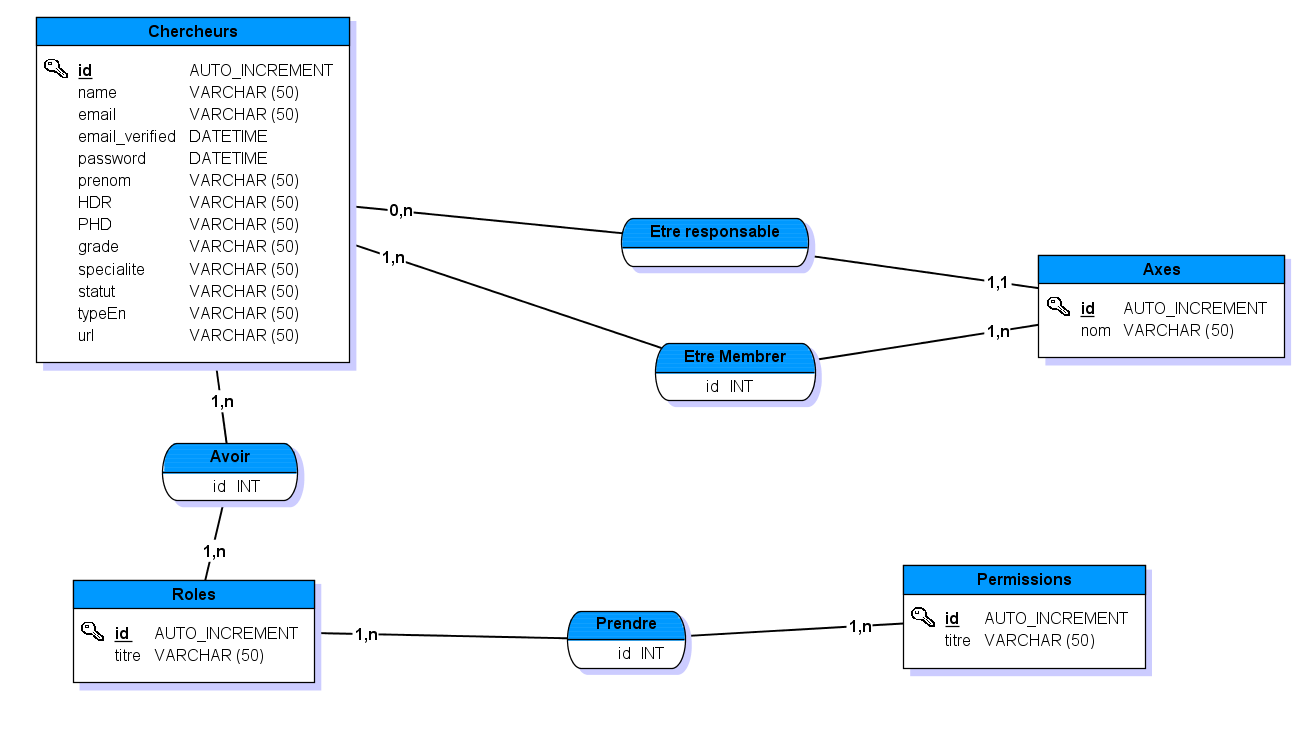 Chercheurs
id AUTO_INCREMENT
name VARCHAR (50)
email VARCHAR (50)
email_verified DATETIME
password DATETIME
prenom VARCHAR (50)
HDR VARCHAR (50)
PHD VARCHAR (50)
grade VARCHAR (50)
specialite VARCHAR (50)
statut VARCHAR (50)
typeEn VARCHAR (50)
url VARCHAR (50)
0,n
Etre responsable
1,1
1,n
Etre Membrer
id INT
1,n
Axes
id AUTO_INCREMENT
nom VARCHAR (50)
1,n
Avoir
id INT
1,n
Roles
id AUTO_INCREMENT
titre VARCHAR (50)
1,n
Prendre
id INT
1,n
Permissions
id AUTO_INCREMENT
titre VARCHAR (50)